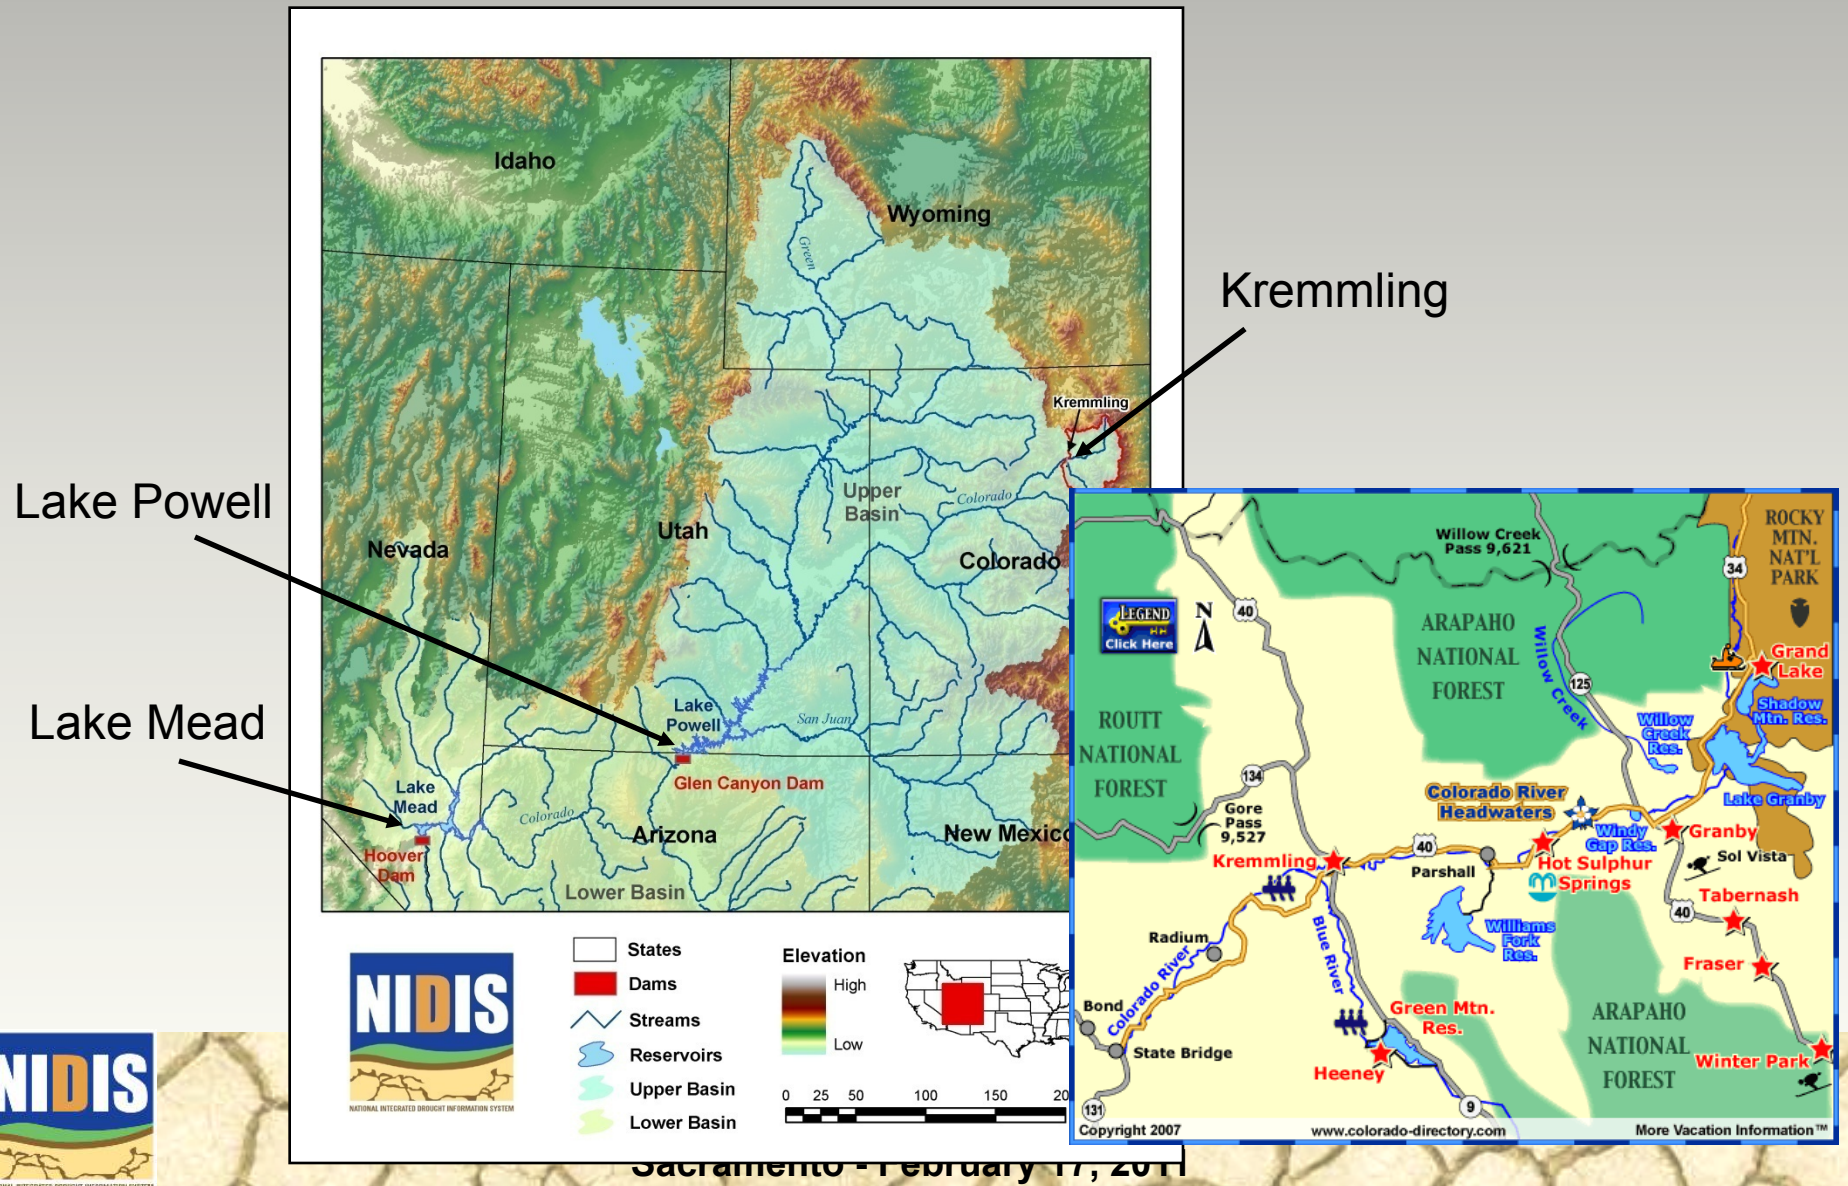 Idaho
Wyoming
Green
Kremmling
Kremmling
Lake Powell
Upper
Basin
Colorado
Utah
Nevada
Colorado
Lake Mead
Lake
Powell
San Juan
Glen Canyon Dam
Lake
Mead
Colorado
Arizona
New Mexico
Hoover
Dam
Lower Basin
NIDIS
NATIONAL INTEGRATED DROUGHT INFORMATION SYSTEM
States
Dams
Streams
Reservoirs
Upper Basin
Lower Basin
Elevation
High
Low
0 25 50 100 150 20
Willow Creek
Pass 9,621
ROCKY
MTN.
NAT'L
PARK
34
LEGEND
Click Here
N
40
ARAPAHO
NATIONAL
FOREST
Willow Creek
125
Grand
Lake
Shadow
Mtn. Res.
ROUTT
NATIONAL
FOREST
Willow
Creek
Res.
134
Gore
Pass
9,527
Colorado River
Headwaters
Lake Granby
Windy
Gap Res.
Granby
Kremmling
40
Parshall
Hot Sulphur
Springs
Sol Vista
Tabernash
40
Williams
Fork
Res.
Radium
Colorado River
Blue River
Fraser
Bond
State Bridge
Green Mtn.
Res.
ARAPAHO
NATIONAL
FOREST
Winter Park
Heeney
131
9
Copyright 2007
www.colorado-directory.com
More Vacation Information™
NIDIS
Sacramento - February 17, 2011